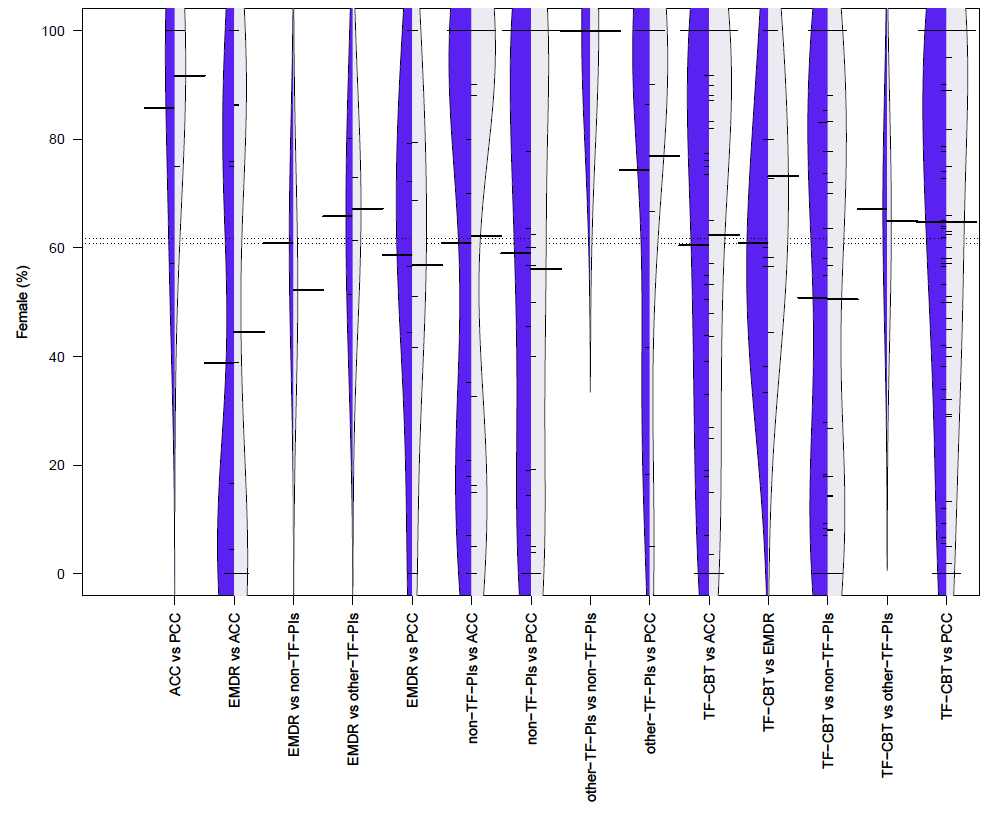 100
80
60
40
20
0
Female (%)
ACC vs PCC
EMDR vs ACC
EMDR vs non−TF−PIs
EMDR vs other−TF−PIs
EMDR vs PCC
non−TF−PIs vs ACC
non−TF−PIs vs PCC
other−TF−PIs vs non−TF−PIs
other−TF−PIs vs PCC
TF−CBT vs ACC
TF−CBT vs EMDR
TF−CBT vs non−TF−PIs
TF−CBT vs other−TF−PIs
TF−CBT vs PCC